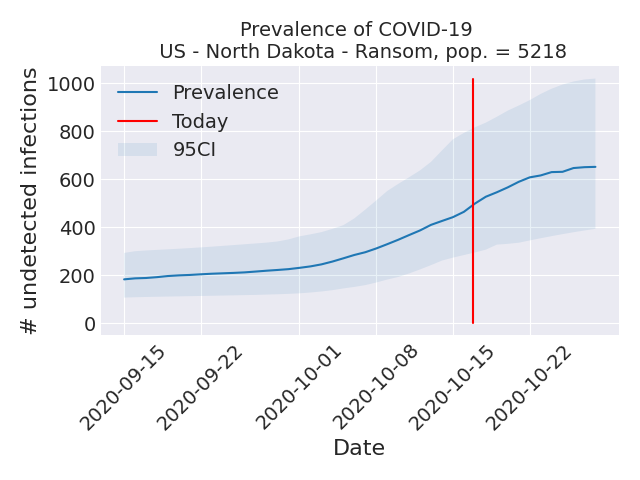 Prevalence of COVID-19
US - North Dakota - Ransom, pop. = 5218
# undetected infections
1000
800
600
400
200
0
Prevalence
Today
95CI
2020-09-15
2020-09-22
2020-10-01
2020-10-08
2020-10-15
2020-10-22
Date